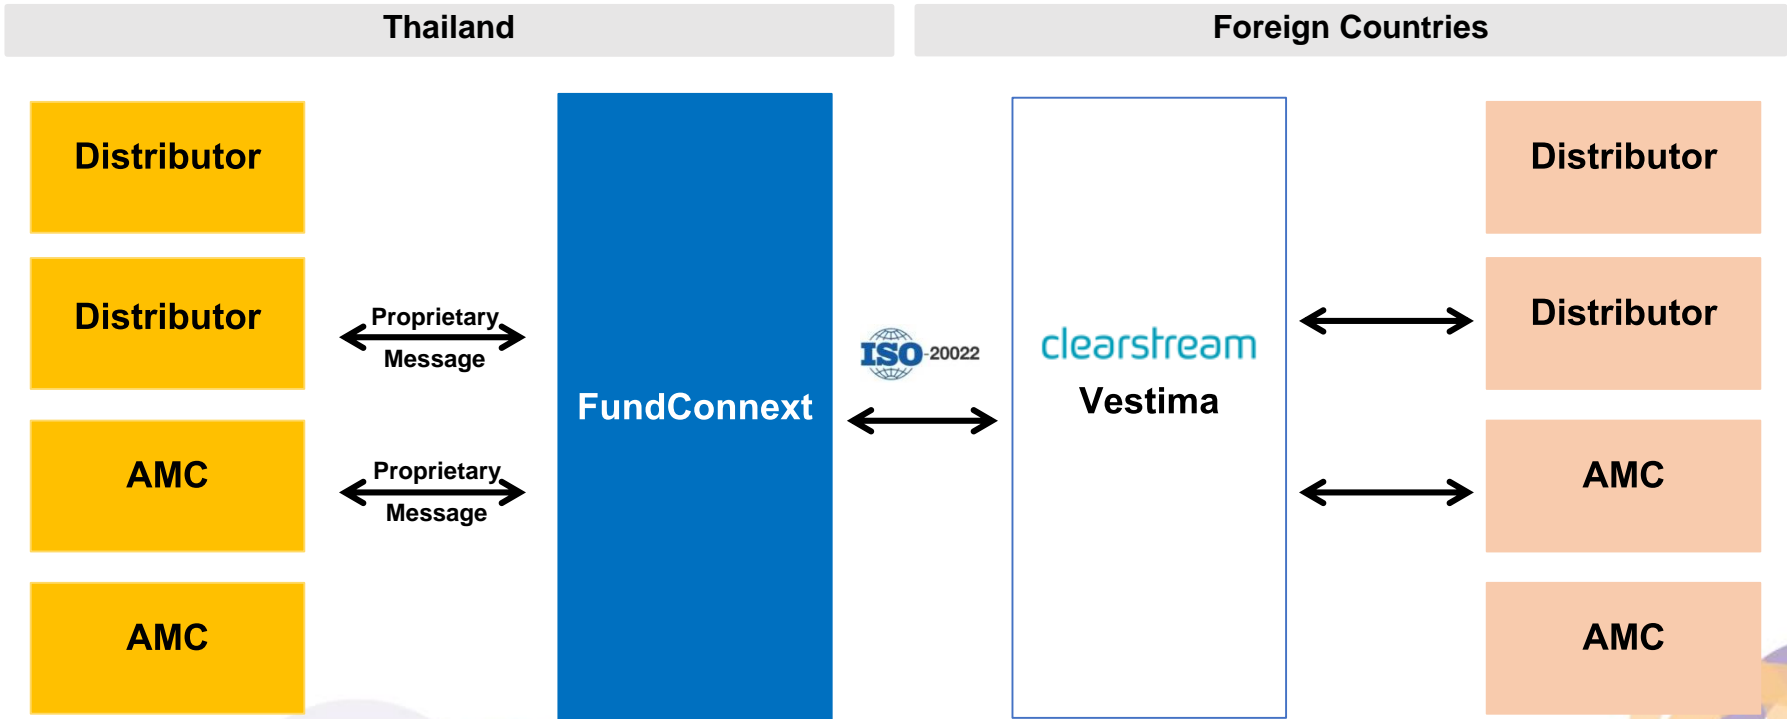 Thailand
Foreign Countries
Distributor
Distributor
AMC
AMC
Proprietary
Message
Proprietary
Message
FundConnext
ISO-20022
clearstream
Vestima
Distributor
Distributor
AMC
AMC